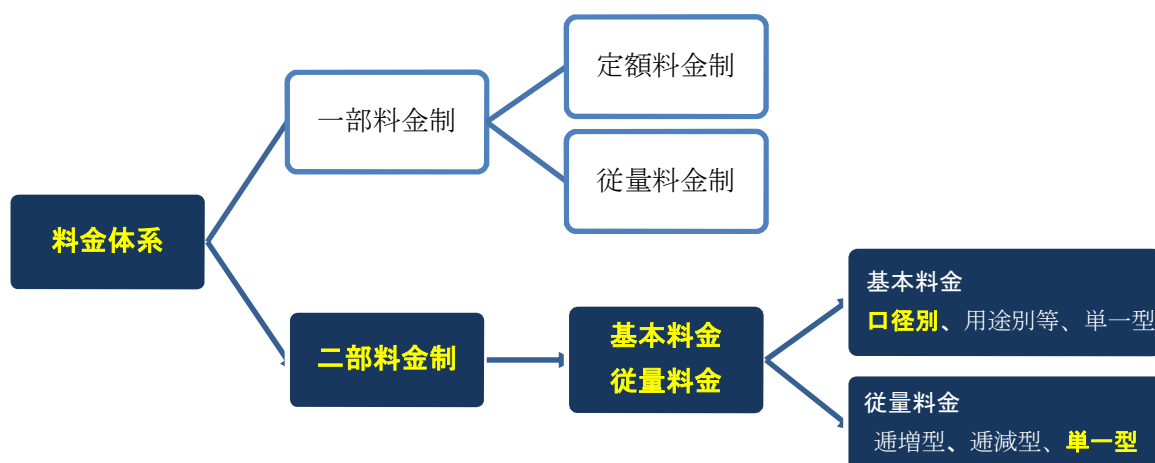 定額料金制
一部料金制
従量料金制
料金体系
二部料金制
基本料金
従量料金
基本料金
口径別、用途別等、単一型
従量料金
逓増型、逓減型、単一型